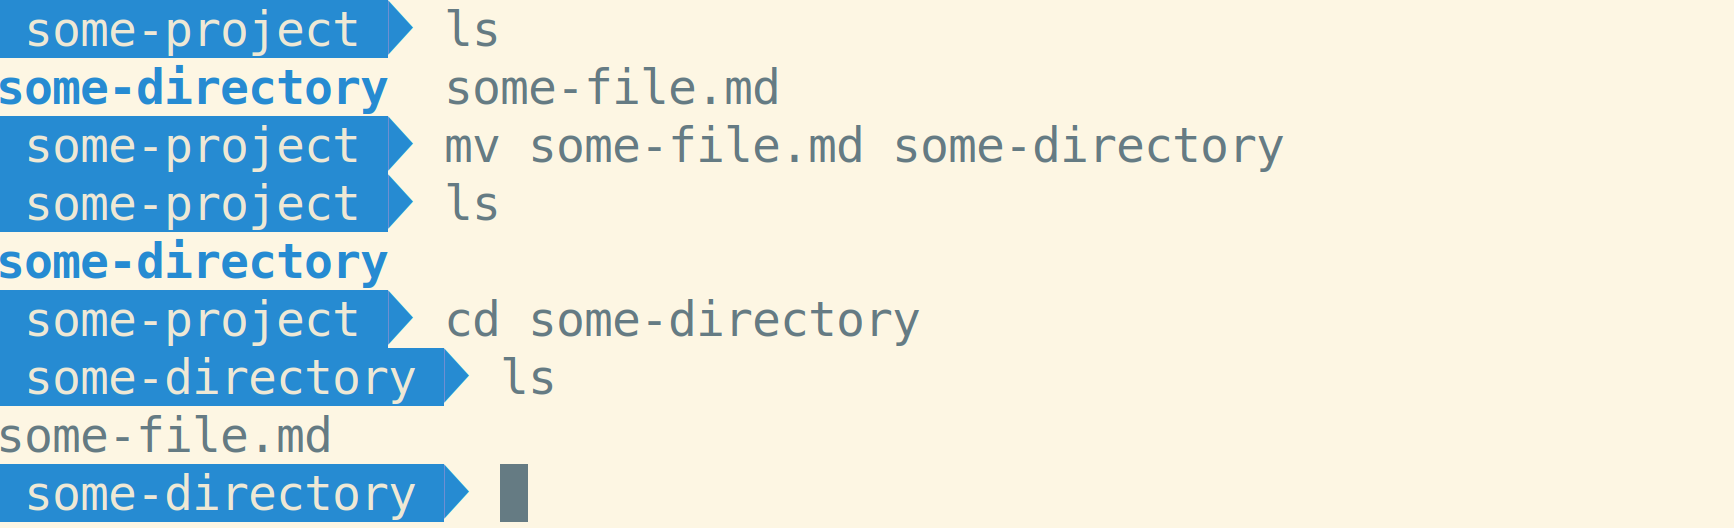 some-project ls
some-directory some-file.md
some-project mv some-file.md some-directory
some-project ls
some-directory
some-project cd some-directory
some-directory ls
some-file.md
some-directory